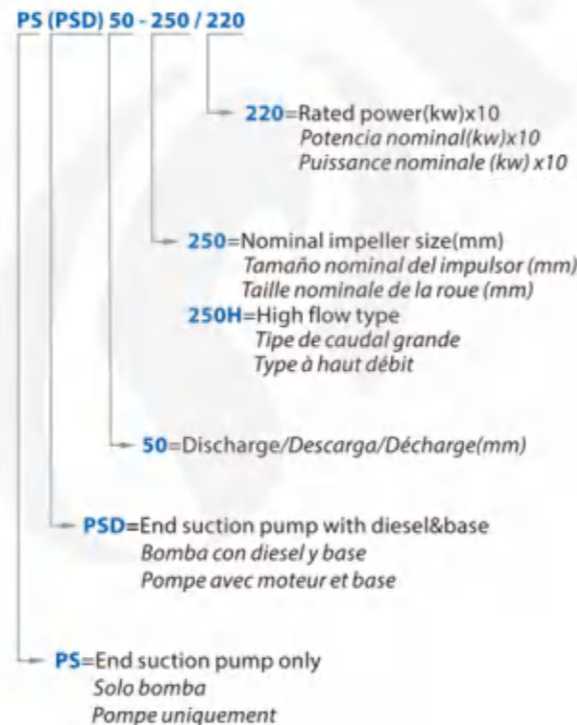 PS (PSD) 50 - 250 / 220
220=Rated power(kw)x10
Potencia nominal(kw)x10
Puissance nominale (kw) x10
250=Nominal impeller size(mm)
Tamaño nominal del impulsor (mm)
Taille nominale de la roue (mm)
250H=High flow type
Tipe de caudal grande
Type à haut débit
50=Discharge/Descarga/Décharge(mm)
PSD=End suction pump with diesel&base
Bomba con diesel y base
Pompe avec moteur et base
PS=End suction pump only
Solo bomba
Pompe uniquement